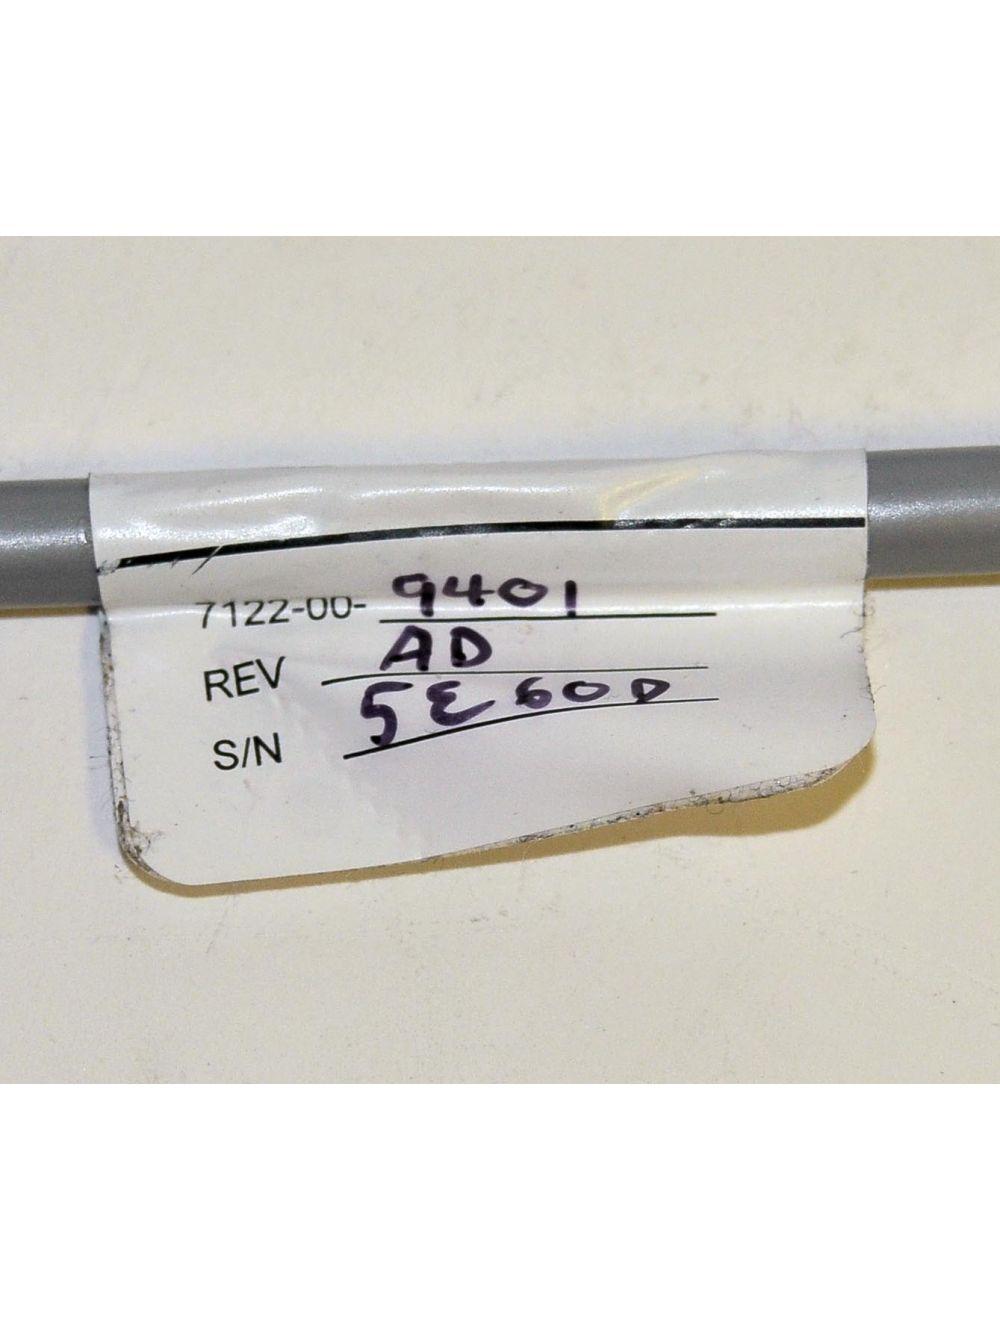 7122-00-9401
REV AD
S/N 5E60D